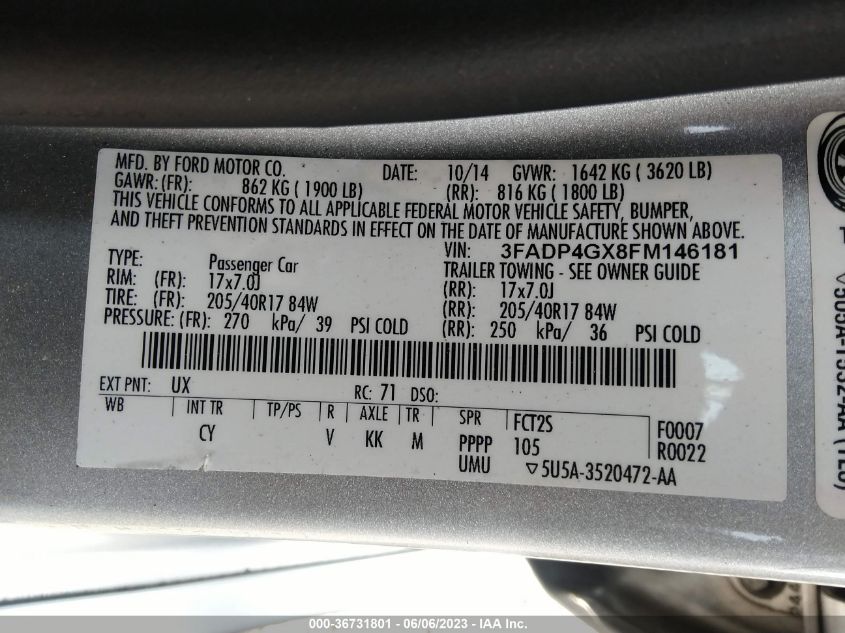 MFD. BY FORD MOTOR CO. DATE: 10/14 GVWR: 1642 KG ( 3620 LB)
GAWR: (FR): 862 KG ( 1900 LB) (RR): 816 KG ( 1800 LB)
THIS VEHICLE CONFORMS TO ALL APPLICABLE FEDERAL MOTOR VEHICLE SAFETY, BUMPER,
AND THEFT PREVENTION STANDARDS IN EFFECT ON THE DATE OF MANUFACTURE SHOWN ABOVE.
VIN: 3FADP4GX8FM146181
TYPE: Passenger Car TRAILER TOWING - SEE OWNER GUIDE
RIM: (FR): 17x7.0J (RR): 17x7.0J
TIRE: (FR): 205/40R17 84W (RR): 205/40R17 84W
PRESSURE: (FR): 270 kPa/ 39 PSI COLD (RR): 250 kPa/ 36 PSI COLD
EXT PNT: UX RC: 71 DSO:
WB INT TR TP/PS R AXLE TR SPR FCT2S F0007
CY V KK M PPPP 105 R0022
UMU ▽5U5A-3520472-AA
000-36731801 - 06/06/2023 - IAA Inc.